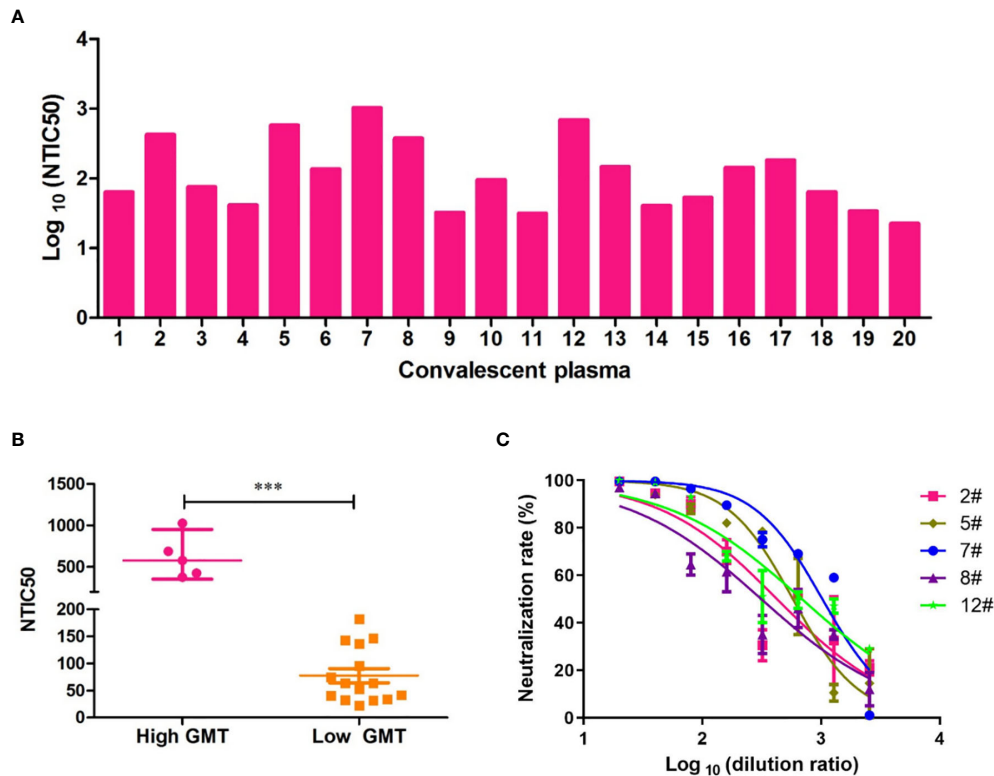 A
Log 10 (NTIC50)
4
3
2
1
0
1 2 3 4 5 6 7 8 9 10 11 12 13 14 15 16 17 18 19 20
Convalescent plasma
B
NTIC50
1500
1000
500
200
150
100
50
0
***
High GMT Low GMT
C
Neutralization rate (%)
100
80
60
40
20
0
1 2 3 4
Log 10 (dilution ratio)
2#
5#
7#
8#
12#